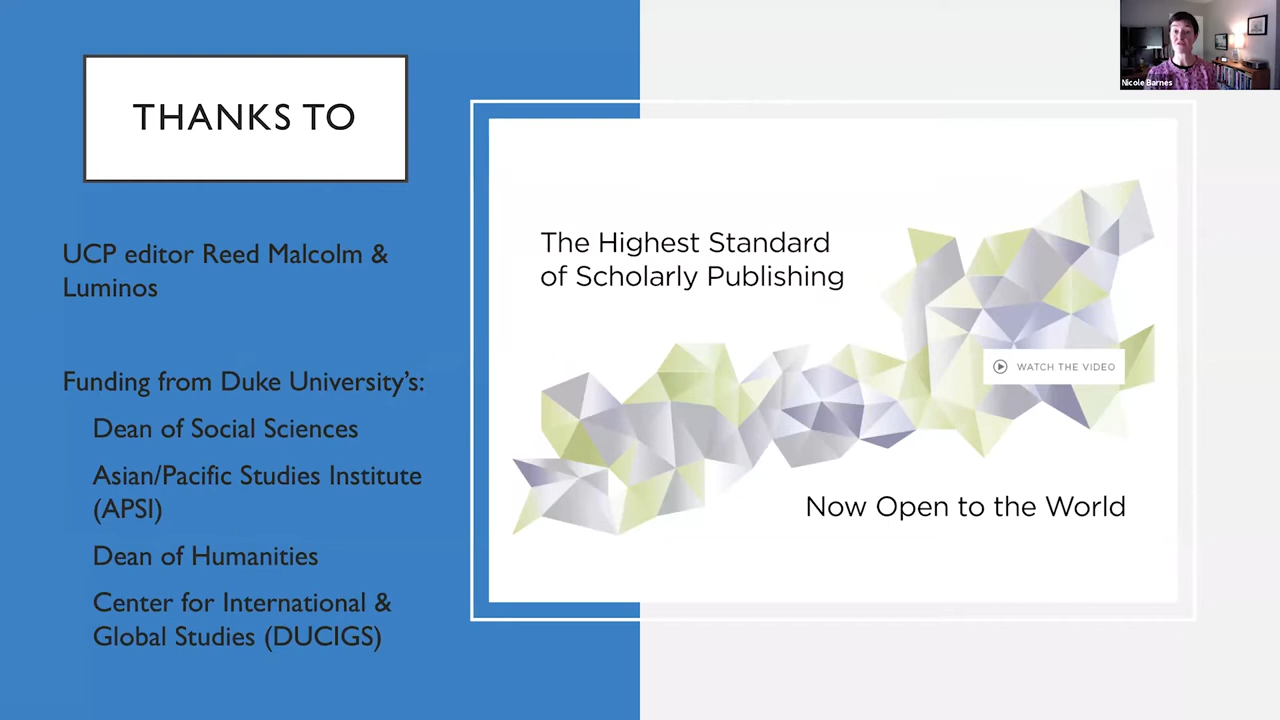 THANKS TO
UCP editor Reed Malcolm &
Luminos
Funding from Duke University’s:
Dean of Social Sciences
Asian/Pacific Studies Institute
(APSI)
Dean of Humanities
Center for International &
Global Studies (DUCIGS)
The Highest Standard
of Scholarly Publishing
WATCH THE VIDEO
Now Open to the World
Nicole Barnes